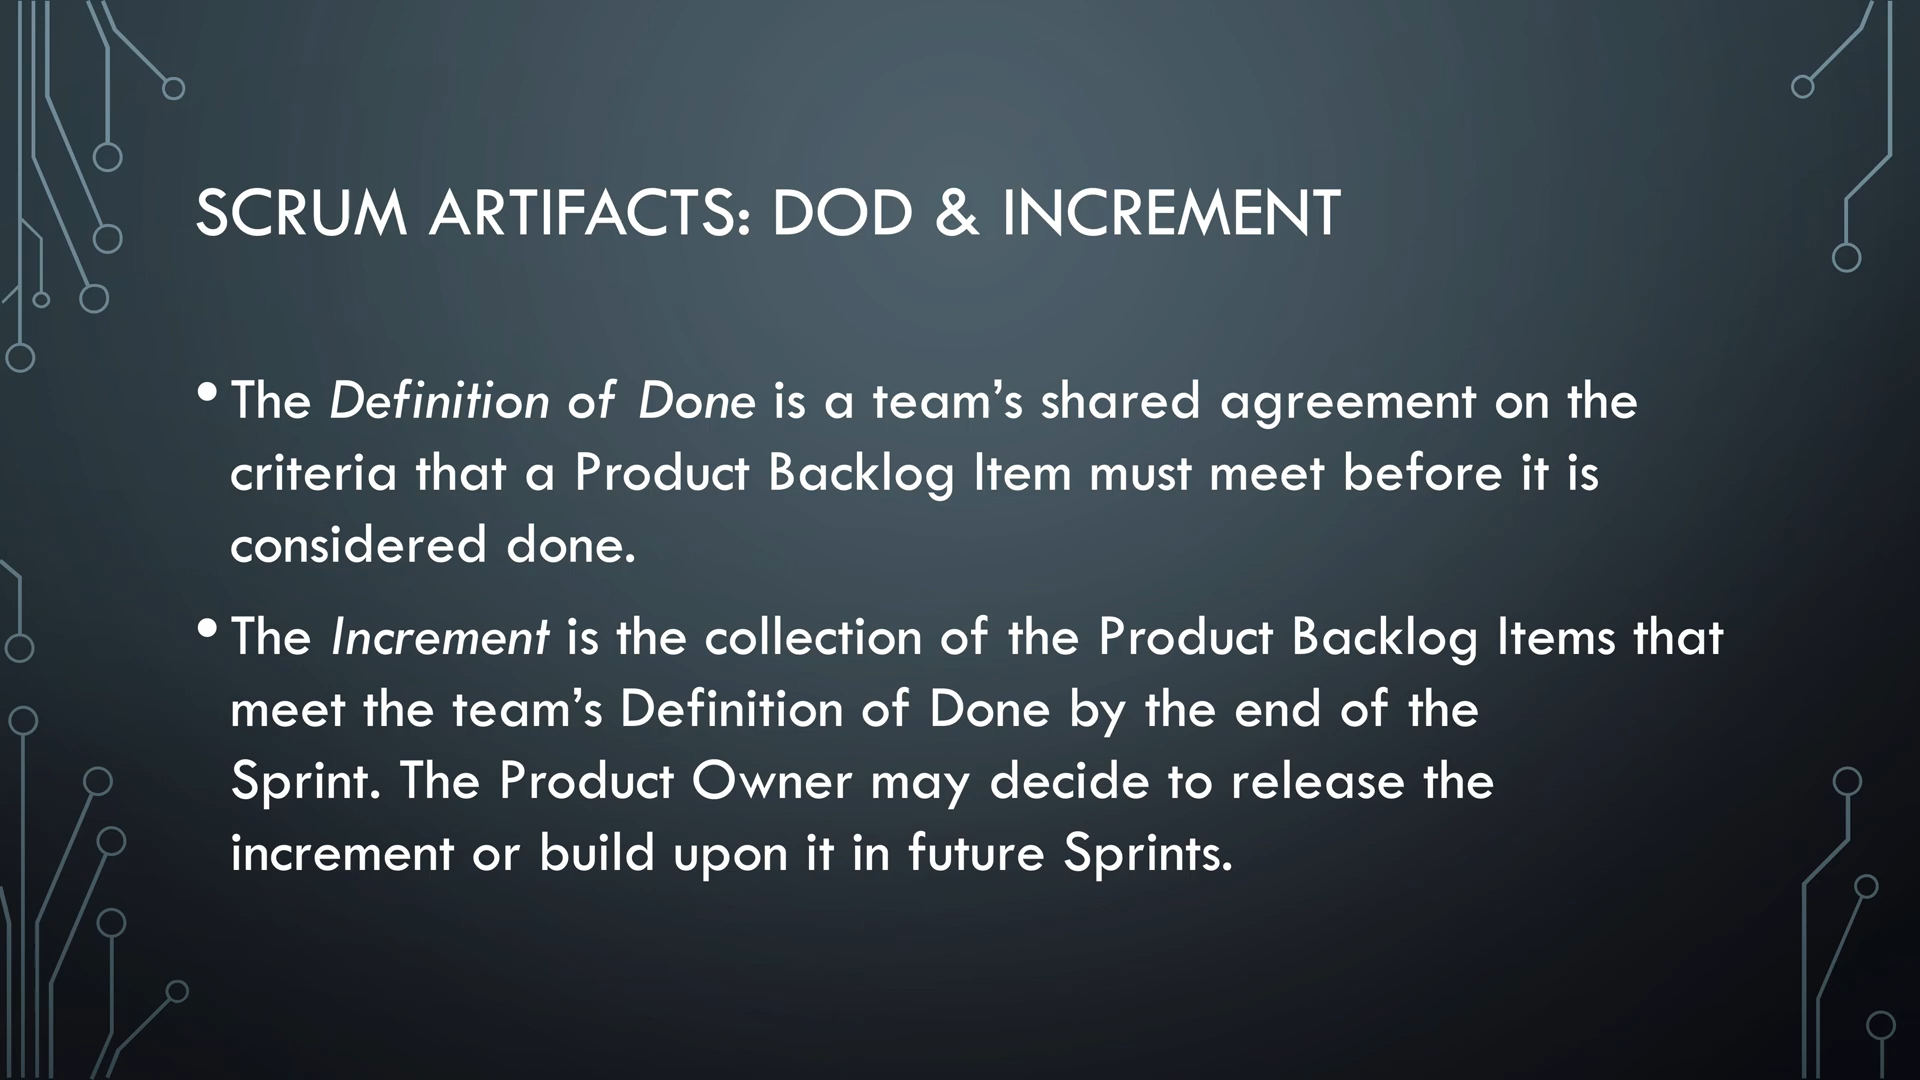 SCRUM ARTIFACTS: DOD & INCREMENT
• The Definition of Done is a team’s shared agreement on the
criteria that a Product Backlog Item must meet before it is
considered done.
• The Increment is the collection of the Product Backlog Items that
meet the team’s Definition of Done by the end of the
Sprint. The Product Owner may decide to release the
increment or build upon it in future Sprints.